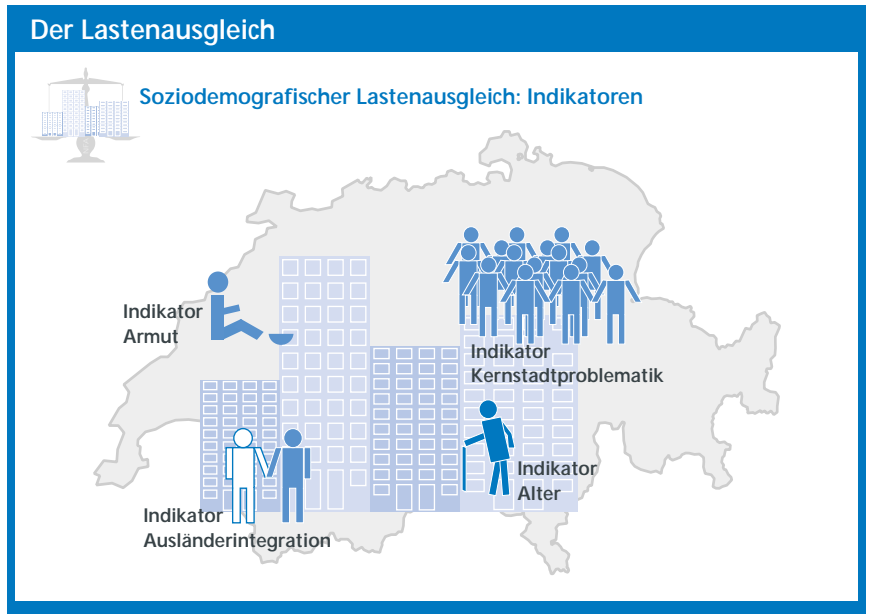 Der Lastenausgleich
Soziodemografischer Lastenausgleich: Indikatoren
Indikator
Armut
Indikator
Kernstadtproblematik
Indikator
Alter
Indikator
Ausländerintegration